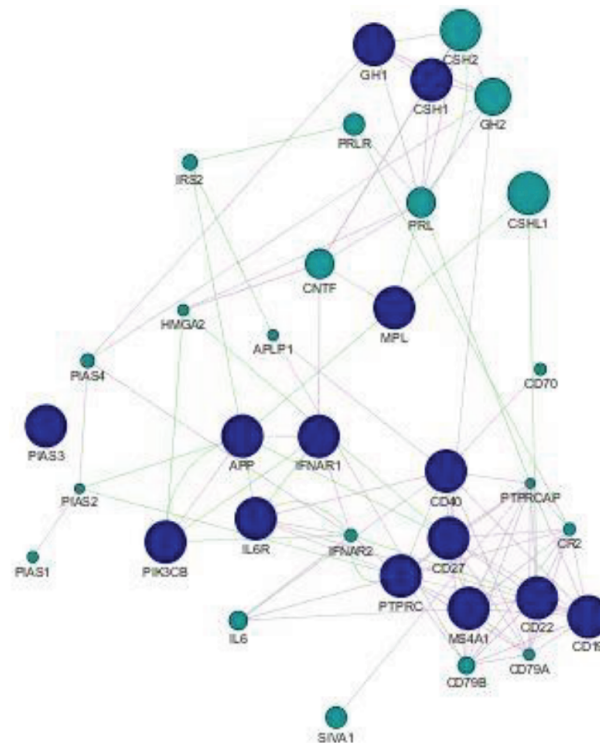 CSH2
GH1
CSH1
GH2
PRLR
IRS2
PRL
CSHL1
CNTF
HMGA2
MPL
APLP1
PIAS4
CD70
PIAS3
APP
IFNAR1
CD40
PIAS2
PTPRCAP
CR2
IL6R
IFNAR2
PIK3CB
CD27
PIAS1
PTPRC
MS4A1
CD22
CD19
IL6
CD79A
CD79B
SIVA1